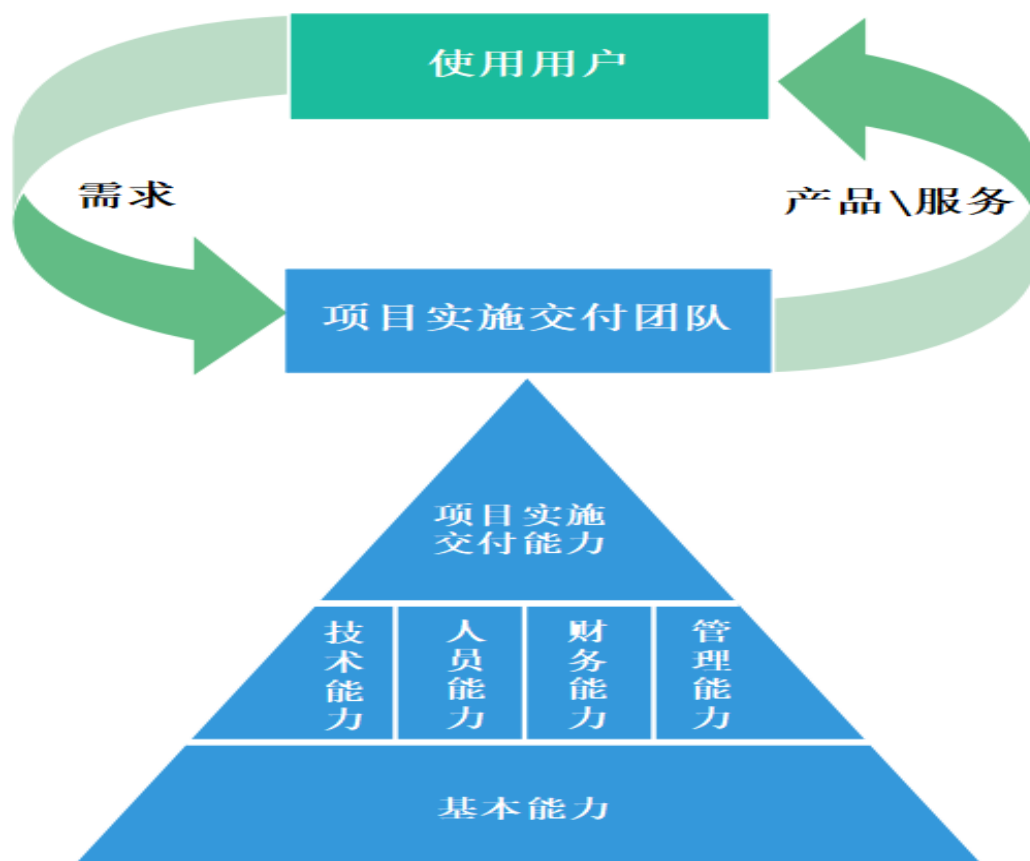 使用用户
需求
产品\服务
项目实施交付团队
项目实施
交付能力
技术能力
人员能力
财务能力
管理能力
基本能力